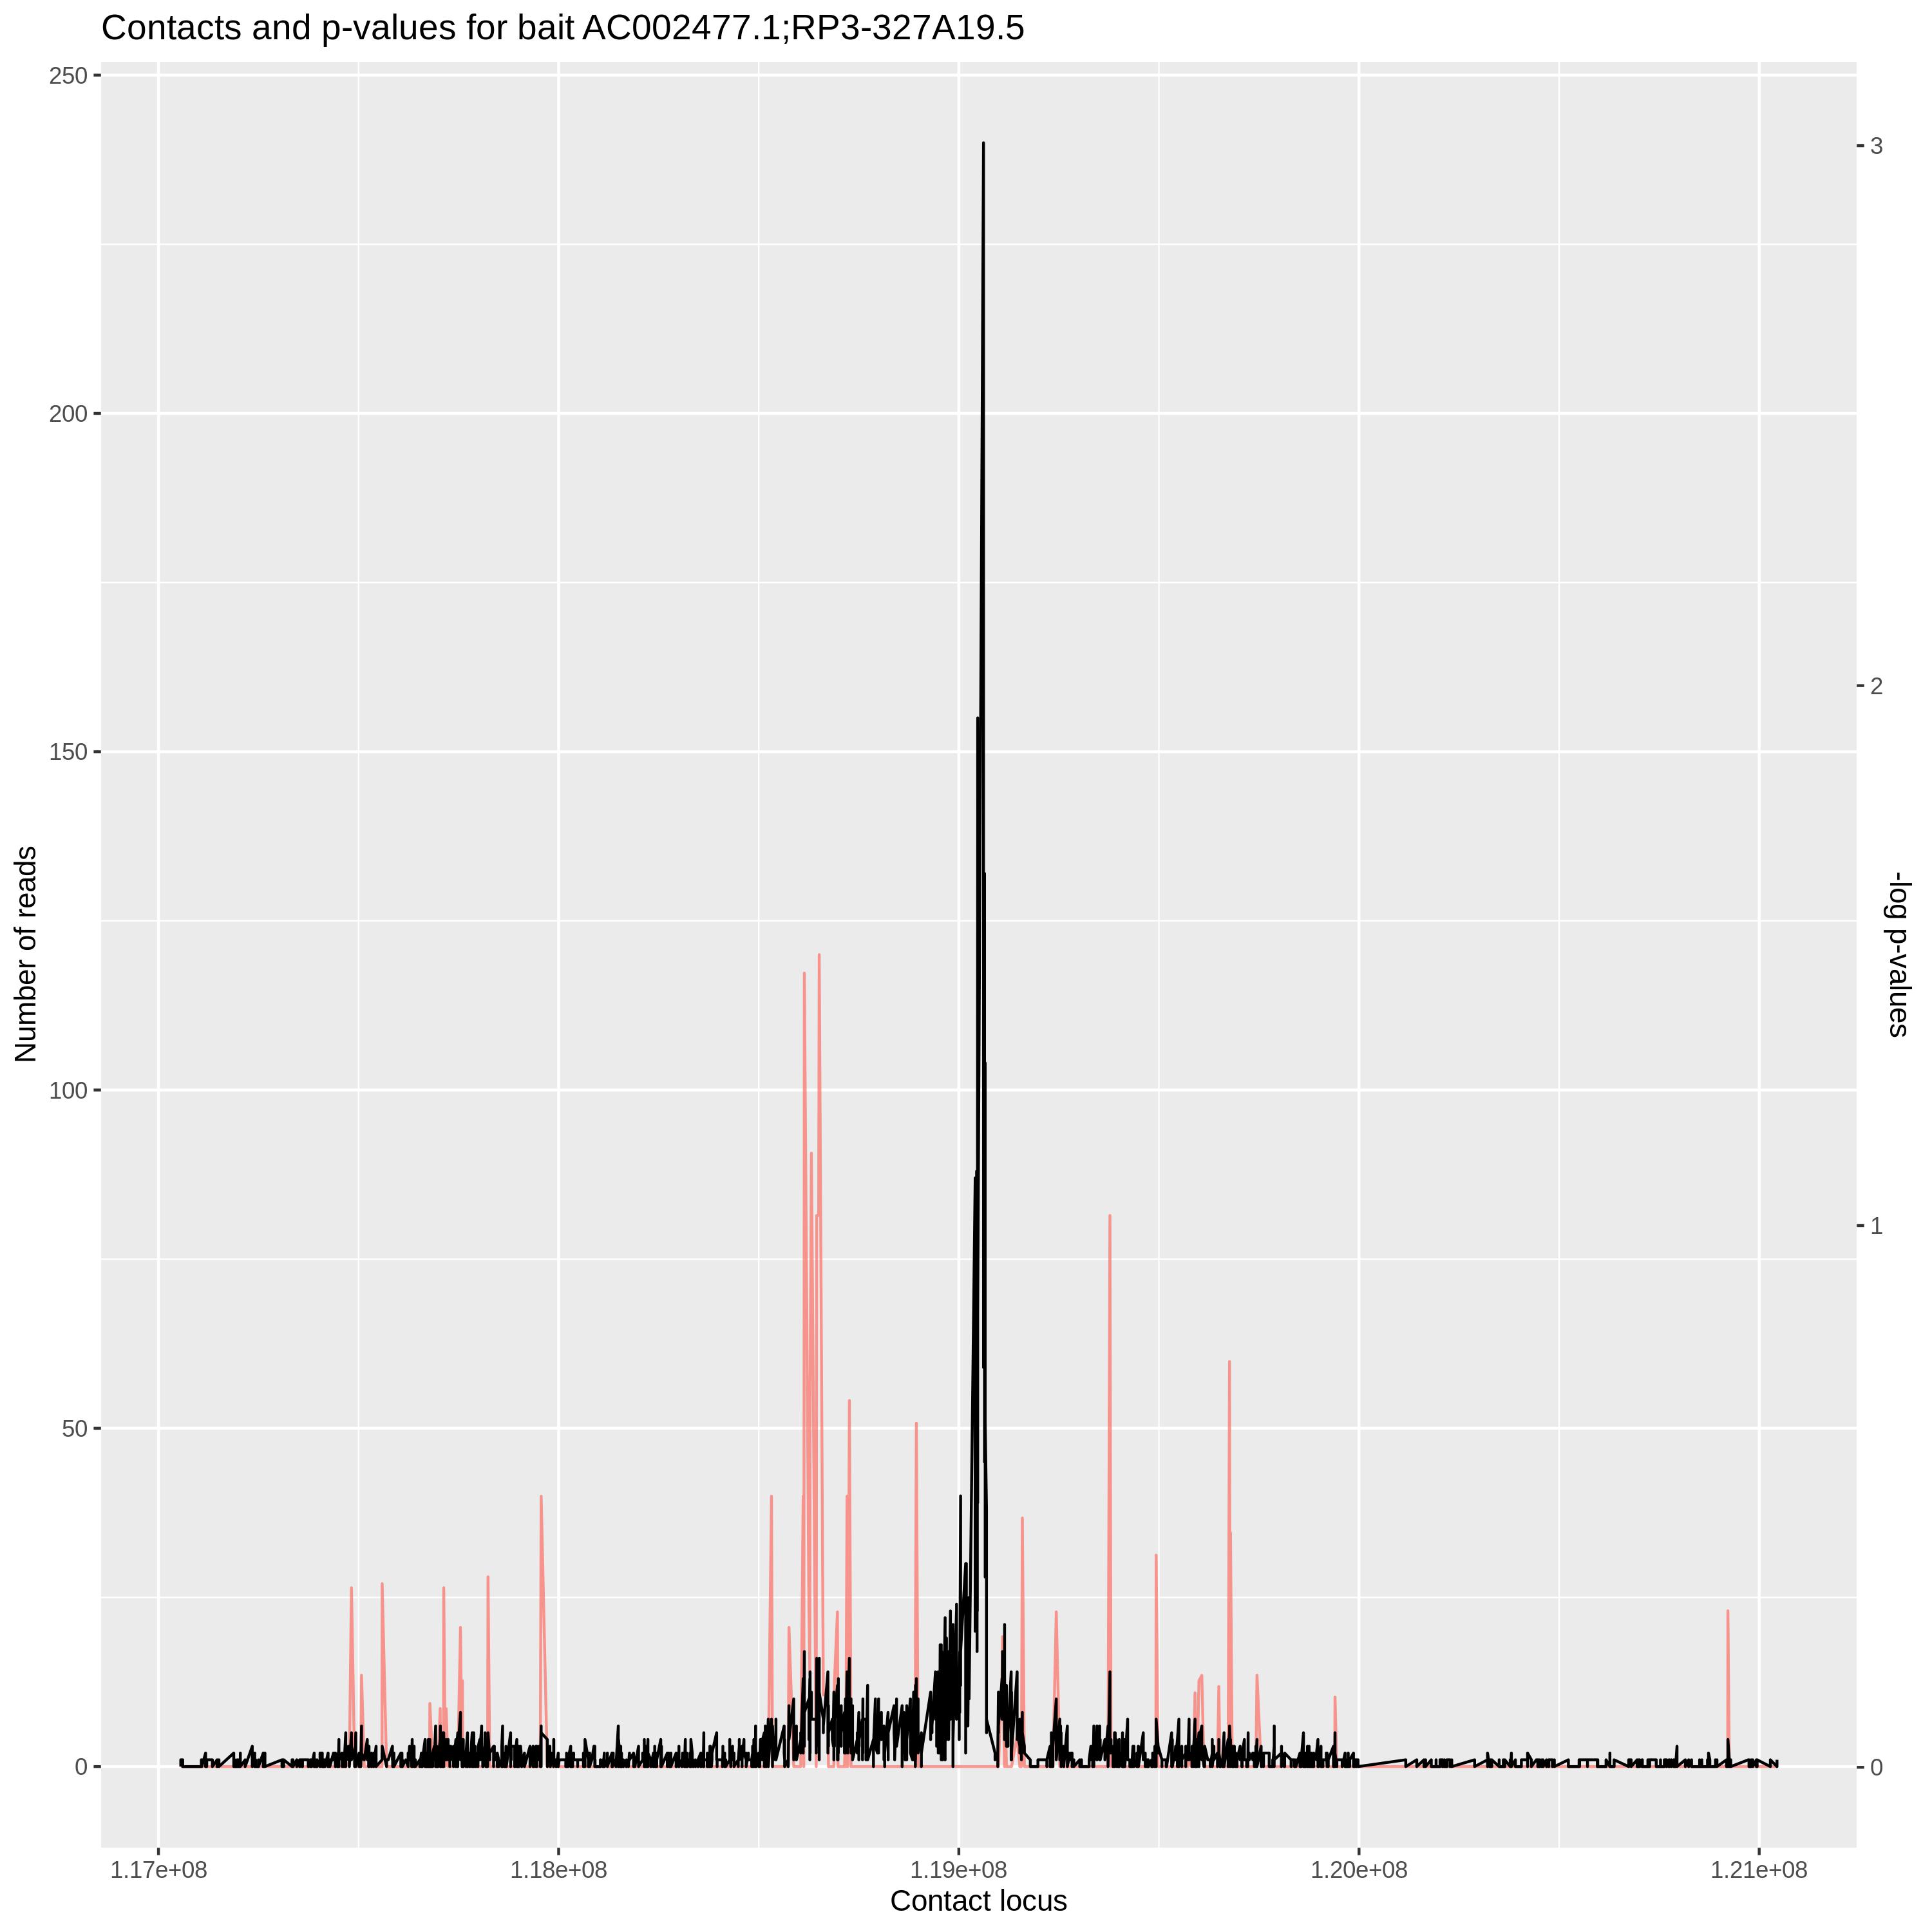 Contacts and p-values for bait AC002477.1;RP3-327A19.5
250
200
150
100
50
0
Number of reads
3
2
1
0
-log p-values
1.17e+08
1.18e+08
1.19e+08
1.20e+08
1.21e+08
Contact locus